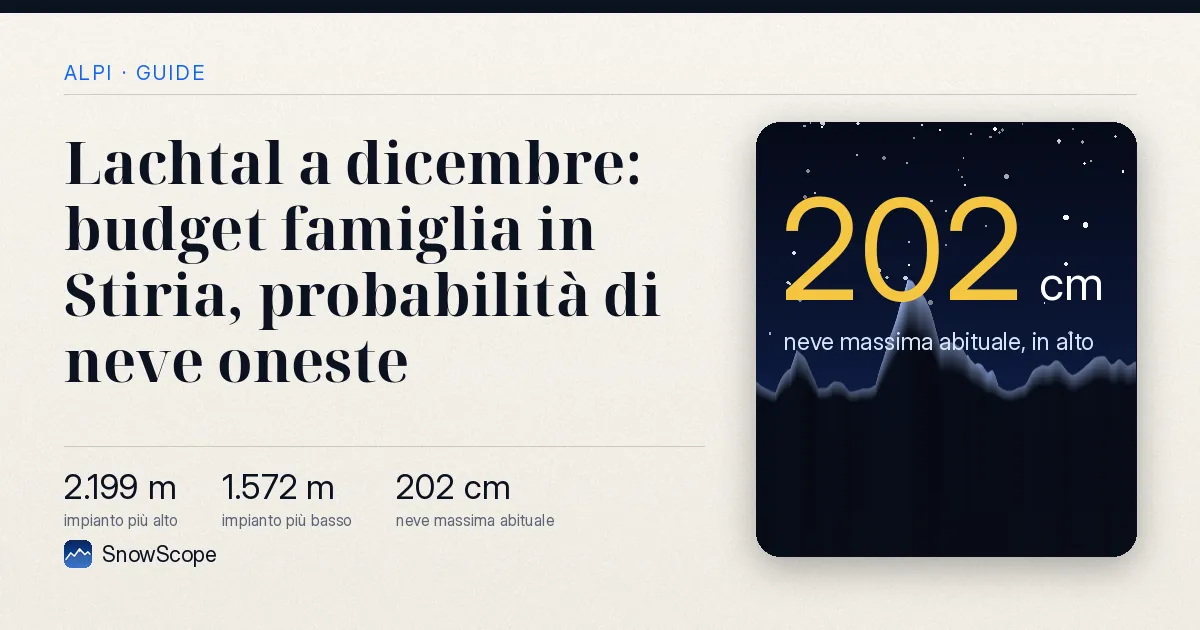 ALPI · GUIDE
Lachtal a dicembre:
budget famiglia in
Stiria, probabilità di
neve oneste
2.199 m
impianto più alto
1.572 m
impianto più basso
202 cm
neve massima abituale
SnowScope
202 cm
neve massima abituale, in alto